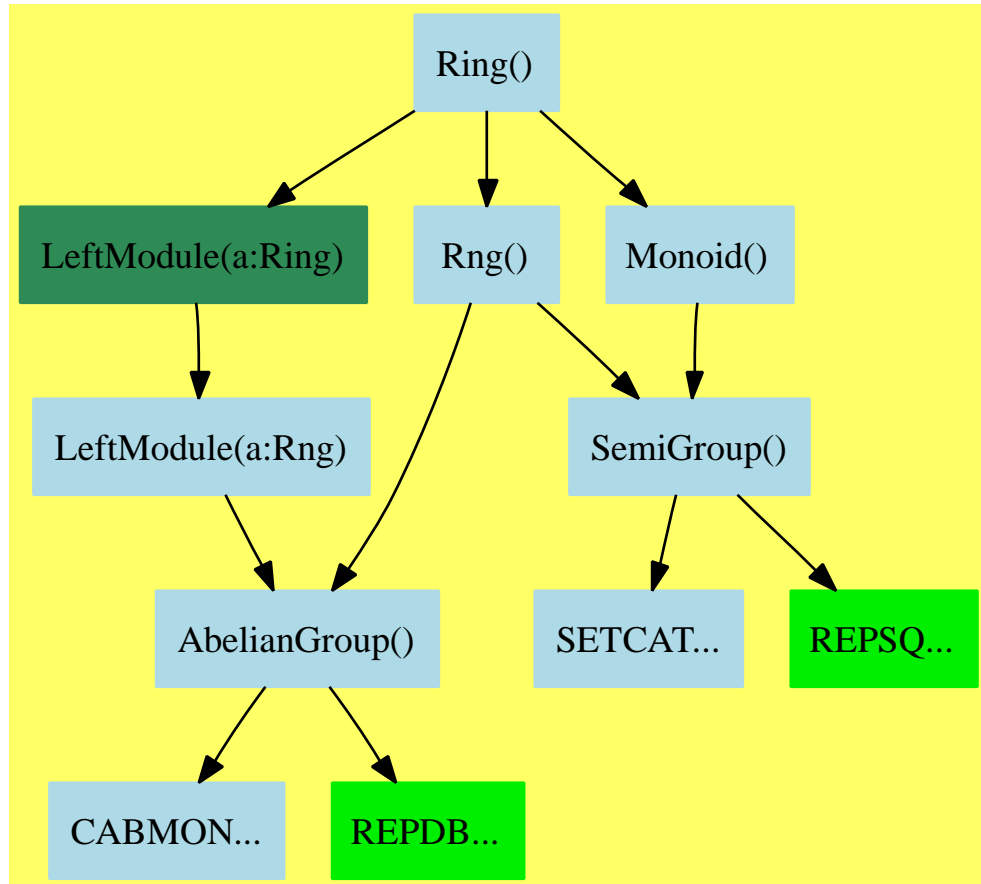 Ring()
LeftModule(a:Ring)
Rng()
Monoid()
LeftModule(a:Rng)
SemiGroup()
AbelianGroup()
SETCAT...
REPSQ...
CABMON...
REPDB...